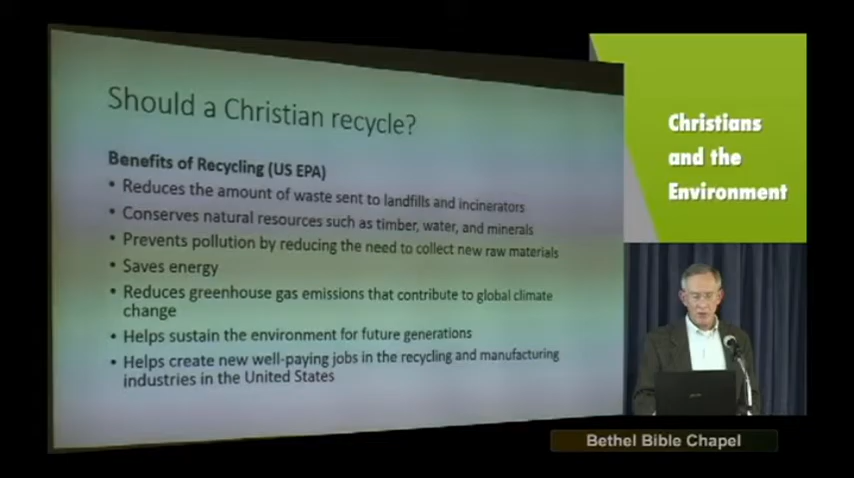 Should a Christian recycle?
Benefits of Recycling (US EPA)
• Reduces the amount of waste sent to landfills and incinerators
• Conserves natural resources such as timber, water, and minerals
• Prevents pollution by reducing the need to collect new raw materials
• Saves energy
• Reduces greenhouse gas emissions that contribute to global climate
change
• Helps sustain the environment for future generations
• Helps create new well-paying jobs in the recycling and manufacturing
industries in the United States
Christians
and the
Environment
Bethel Bible Chapel